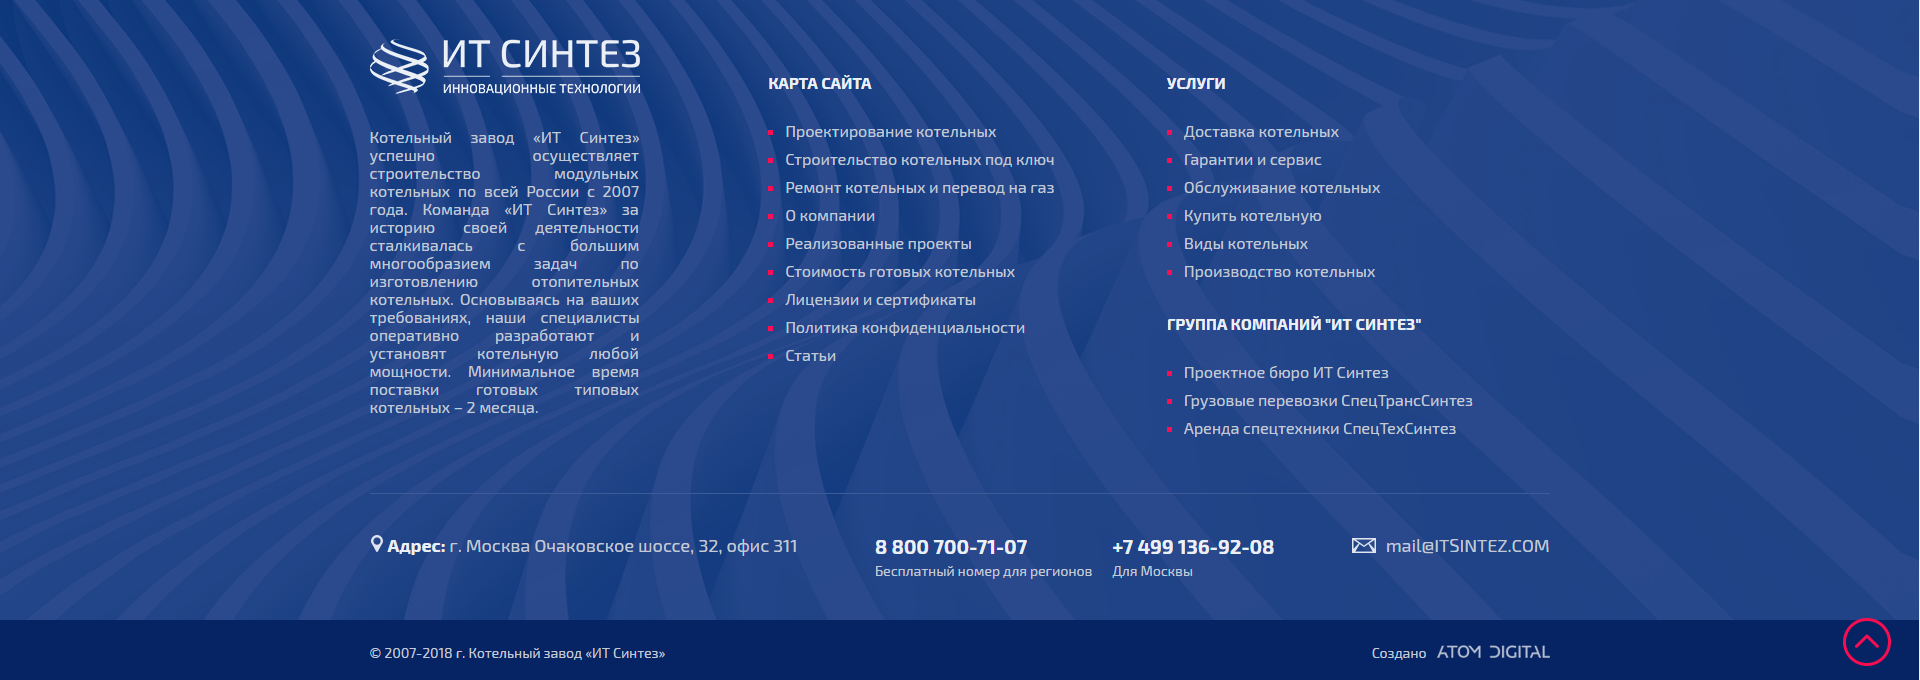 ИТ СИНТЕЗ
ИННОВАЦИОННЫЕ ТЕХНОЛОГИИ
Котельный завод «ИТ Синтез»
успешно осуществляет
строительство модульных
котельных по всей России с 2007
года. Команда «ИТ Синтез» за
историю своей деятельности
сталкивалась с большим
многообразием задач по
изготовлению отопительных
котельных. Основываясь на ваших
требованиях, наши специалисты
оперативно разработают и
установят котельную любой
мощности. Минимальное время
поставки готовых типовых
котельных – 2 месяца.
КАРТА САЙТА
Проектирование котельных
Строительство котельных под ключ
Ремонт котельных и перевод на газ
О компании
Реализованные проекты
Стоимость готовых котельных
Лицензии и сертификаты
Политика конфиденциальности
Статьи
УСЛУГИ
Доставка котельных
Гарантии и сервис
Обслуживание котельных
Купить котельную
Виды котельных
Производство котельных
ГРУППА КОМПАНИЙ "ИТ СИНТЕЗ"
Проектное бюро ИТ Синтез
Грузовые перевозки СпецТрансСинтез
Аренда спецтехники СпецТехСинтез
Адрес: г. Москва Очаковское шоссе, 32, офис 311
8 800 700-71-07
Бесплатный номер для регионов
+7 499 136-92-08
Для Москвы
mail@ITSINTEZ.COM
© 2007-2018 г. Котельный завод «ИТ Синтез»
Создано ATOM DIGITAL